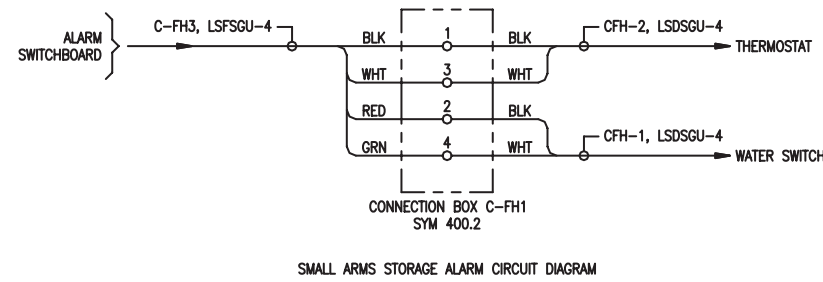 C-FH3, LSFSGU-4
ALARM
SWITCHBOARD
BLK 1 BLK
CFH-2, LSDSGU-4
THERMOSTAT
WHT 3 WHT
RED 2 BLK
CFH-1, LSDSGU-4
GRN 4 WHT
WATER SWITCH
CONNECTION BOX C-FH1
SYM 400.2
SMALL ARMS STORAGE ALARM CIRCUIT DIAGRAM